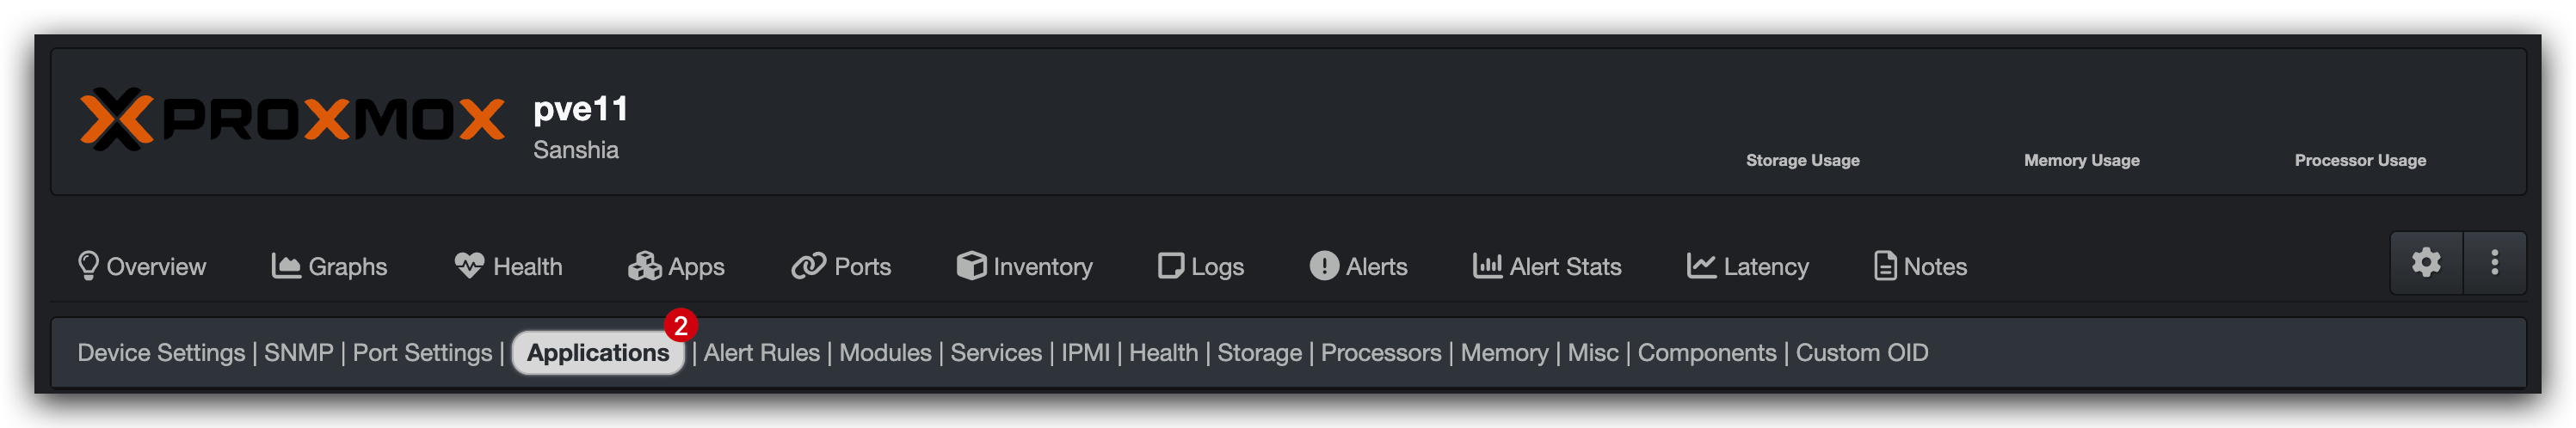 PROXMOX
pve11
Sanshia
Storage Usage Memory Usage Processor Usage
Overview Graphs Health Apps Ports Inventory Logs Alerts Alert Stats Latency Notes
2
Device Settings | SNMP | Port Settings | Applications | Alert Rules | Modules | Services | IPMI | Health | Storage | Processors | Memory | Misc | Components | Custom OID